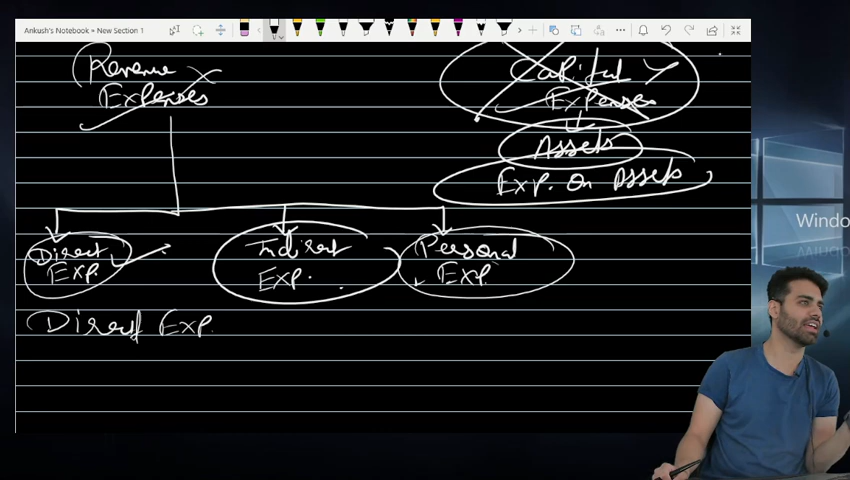 Ankush's Notebook » New Section 1
Revenue
Expenses
Capital
Expenses
Assets
Exp. On Assets
Direct
Exp.
Indirect
Exp.
Personal
Exp.
Direct Exp.
Windo